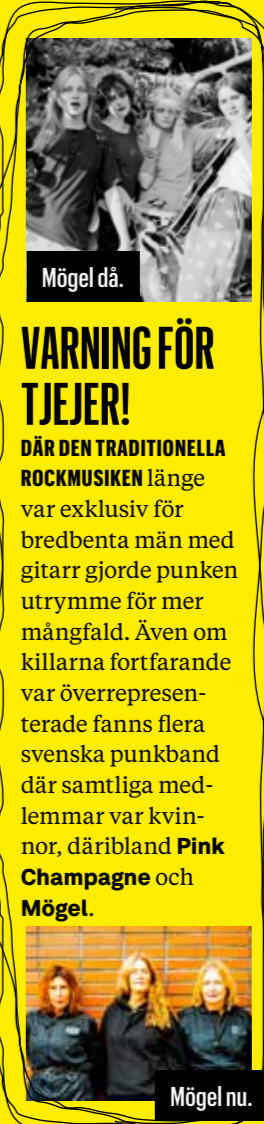 Mögel då.
VARNING FÖR
TJEJER!
DÄR DEN TRADITIONELLA
ROCKMUSIKEN länge
var exklusiv för
bredbenta män med
gitarr gjorde punken
utrymme för mer
mångfald. Även om
killarna fortfarande
var överrepresen-
terade fanns flera
svenska punkband
där samtliga med-
lemmar var kvin-
nor, däribland Pink
Champagne och
Mögel.
Mögel nu.